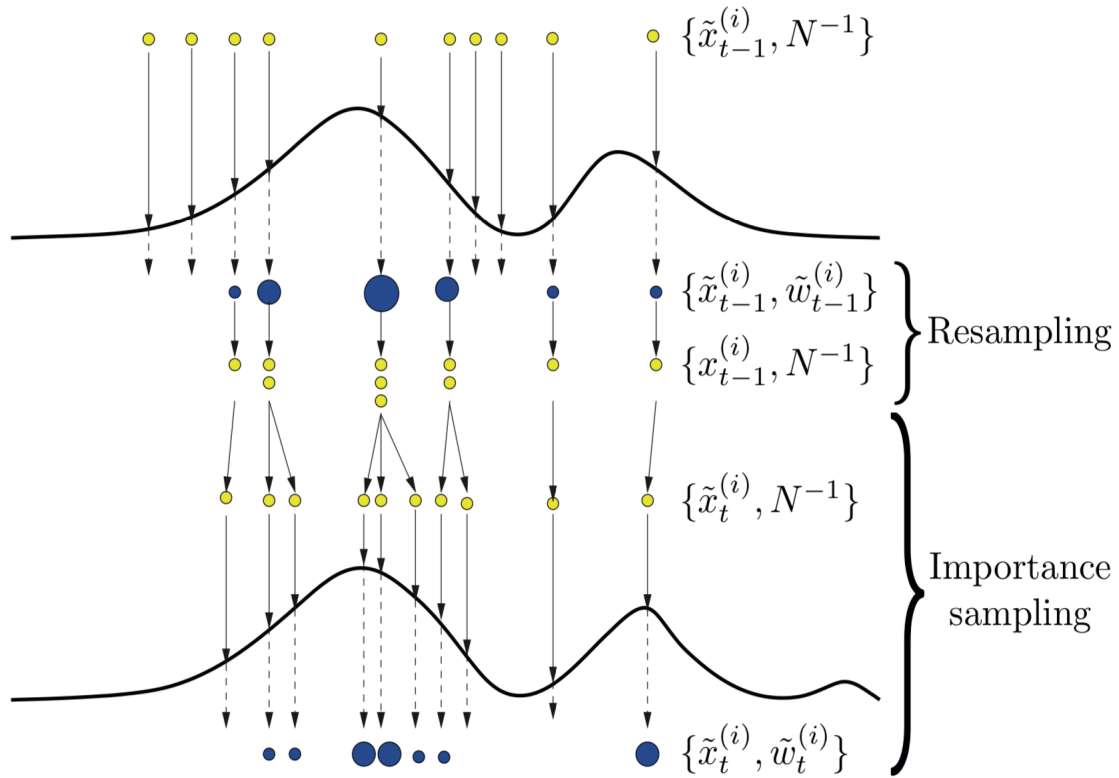 {x̃_{t-1}^{(i)}, N^{-1}}
{x̃_{t-1}^{(i)}, w̃_{t-1}^{(i)}}
Resampling
{x_{t-1}^{(i)}, N^{-1}}
{x̃_t^{(i)}, N^{-1}}
Importance
sampling
{x̃_t^{(i)}, w̃_t^{(i)}}